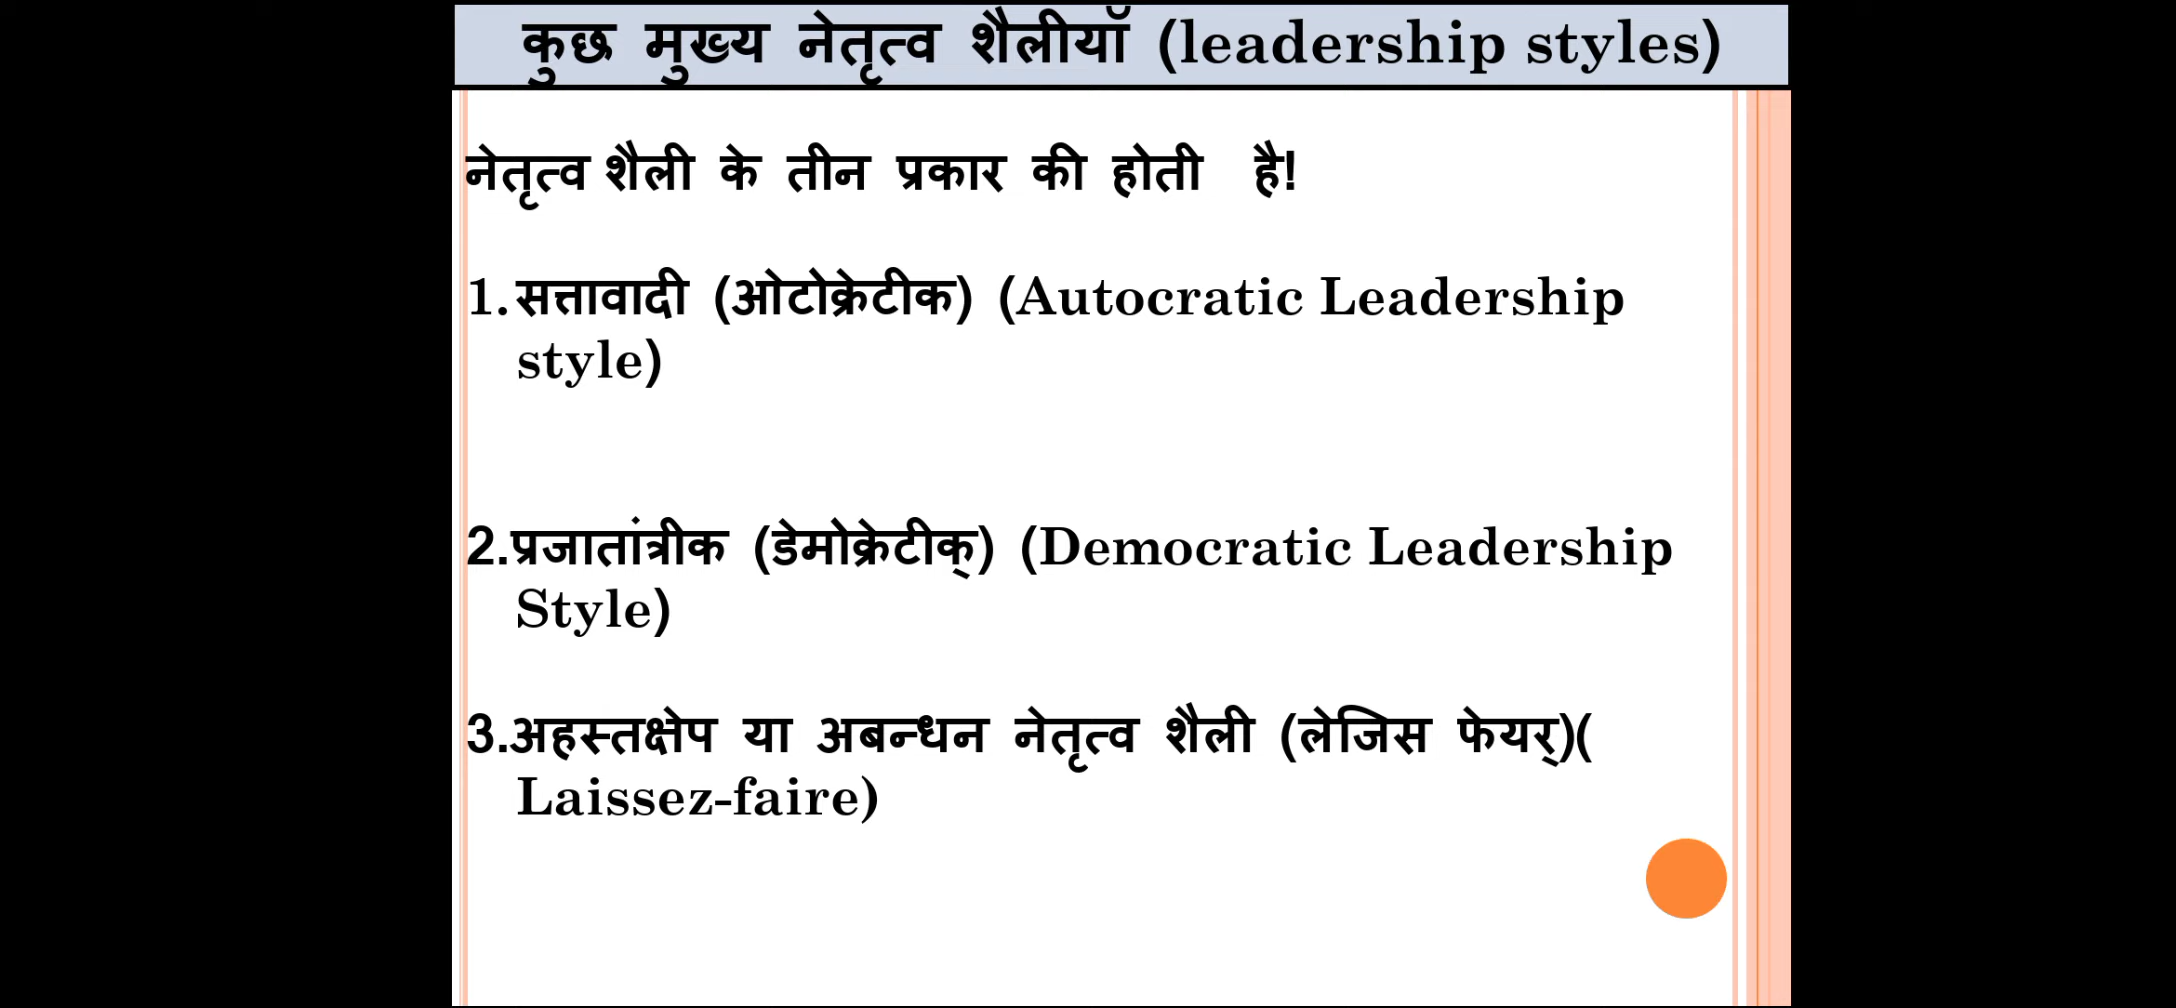 कुछ मुख्य नेतृत्व शैलीयॉ (leadership styles)
नेतृत्व शैली के तीन प्रकार की होती है!
1. सत्तावादी (ओटोक्रेटीक) (Autocratic Leadership
style)
2.प्रजातांत्रीक (डेमोक्रेटीक्) (Democratic Leadership
Style)
3.अहस्तक्षेप या अबन्धन नेतृत्व शैली (लेजिस फेयर्)(
Laissez-faire)